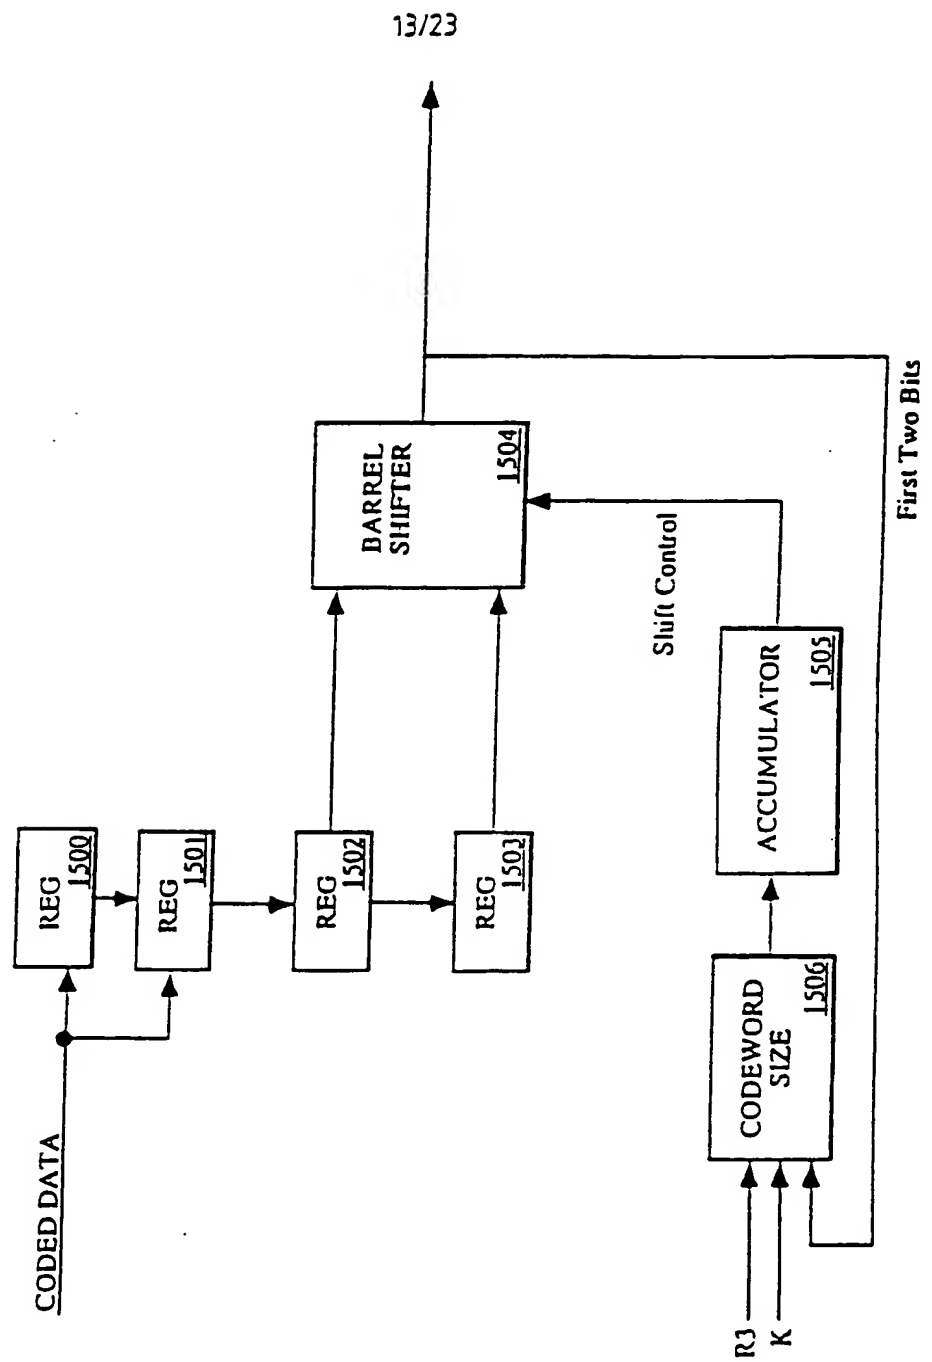 13/23
CODED DATA
REG
1500
REG
1501
REG
1502
REG
1503
BARREL
SHIFTER
1504
Shift Control
R3
K
CODEWORD
SIZE
1506
ACCUMULATOR
1505
First Two Bits